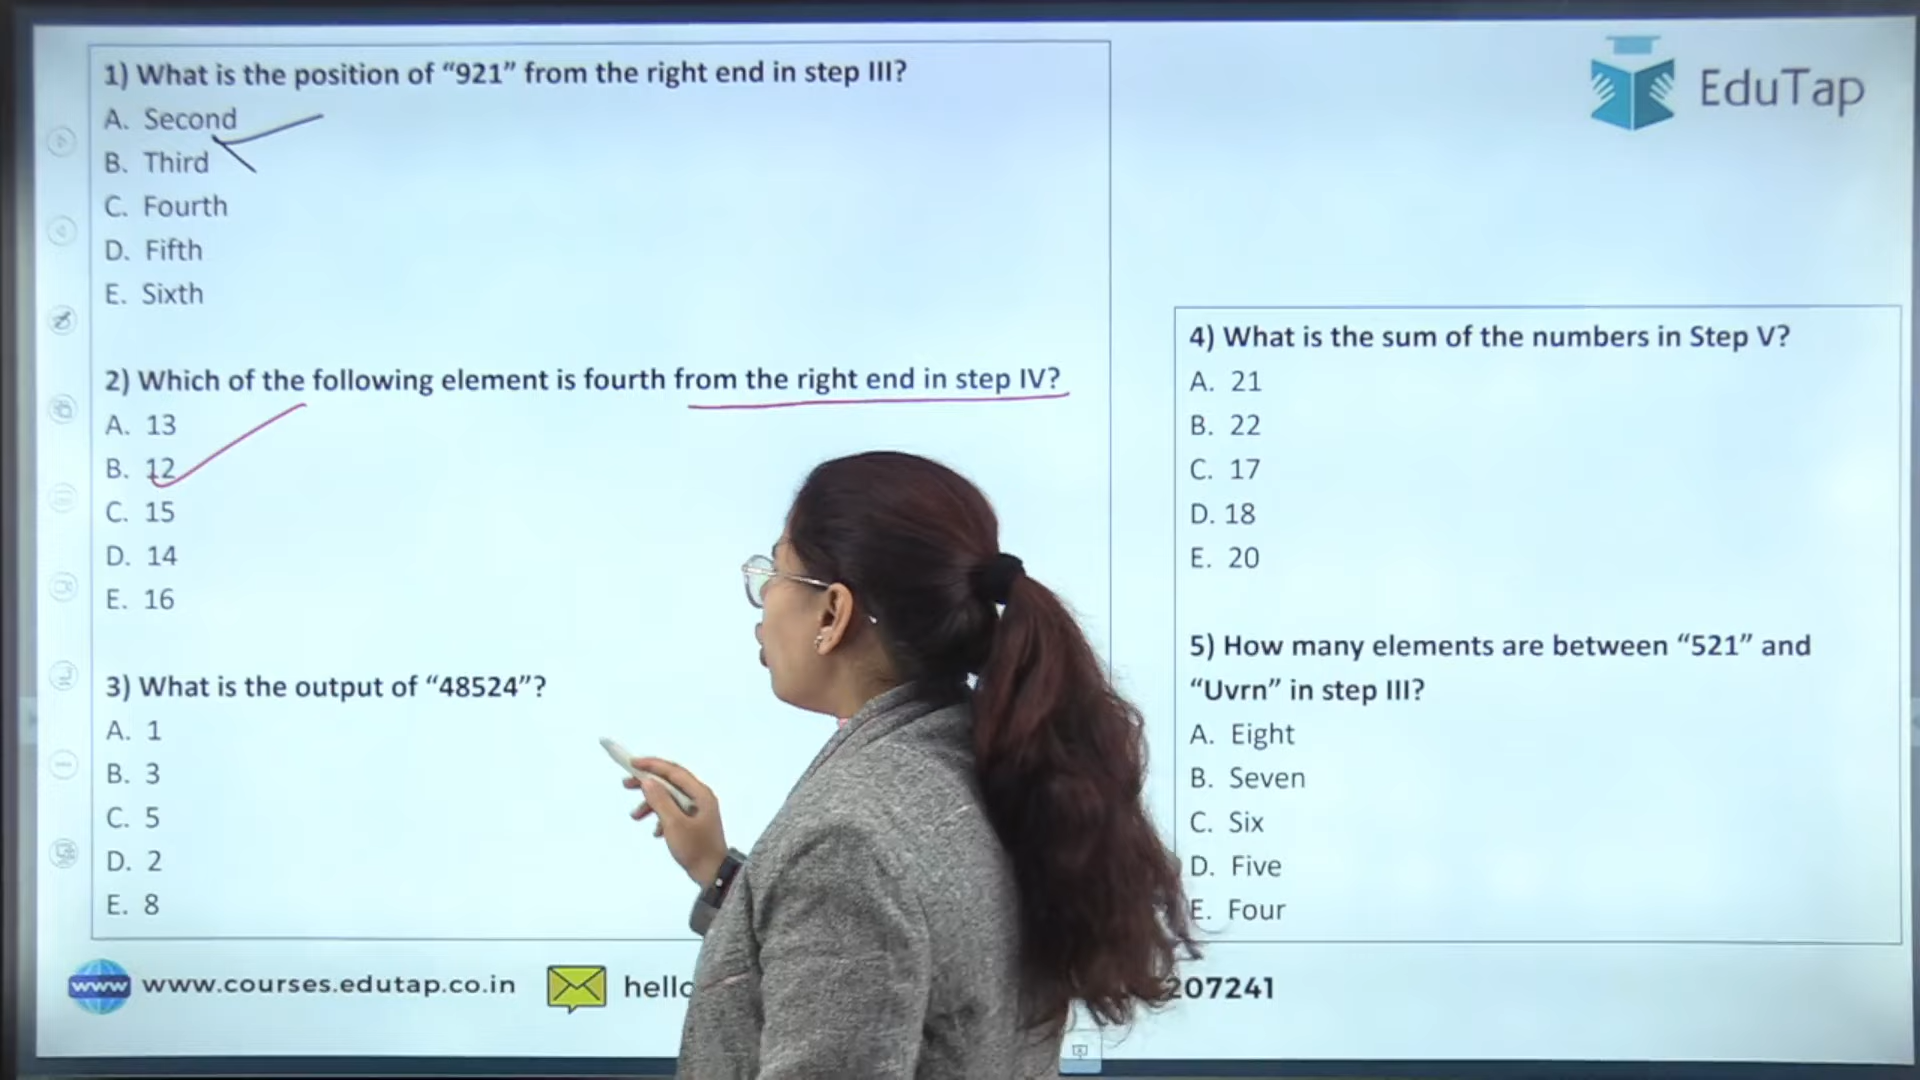 1) What is the position of “921” from the right end in step III?
A. Second
B. Third
C. Fourth
D. Fifth
E. Sixth
2) Which of the following element is fourth from the right end in step IV?
A. 13
B. 12
C. 15
D. 14
E. 16
3) What is the output of “48524”?
A. 1
B. 3
C. 5
D. 2
E. 8
EduTap
4) What is the sum of the numbers in Step V?
A. 21
B. 22
C. 17
D. 18
E. 20
5) How many elements are between “521” and
“Uvrn” in step III?
A. Eight
B. Seven
C. Six
D. Five
E. Four
www www.courses.edutap.co.in hello 207241